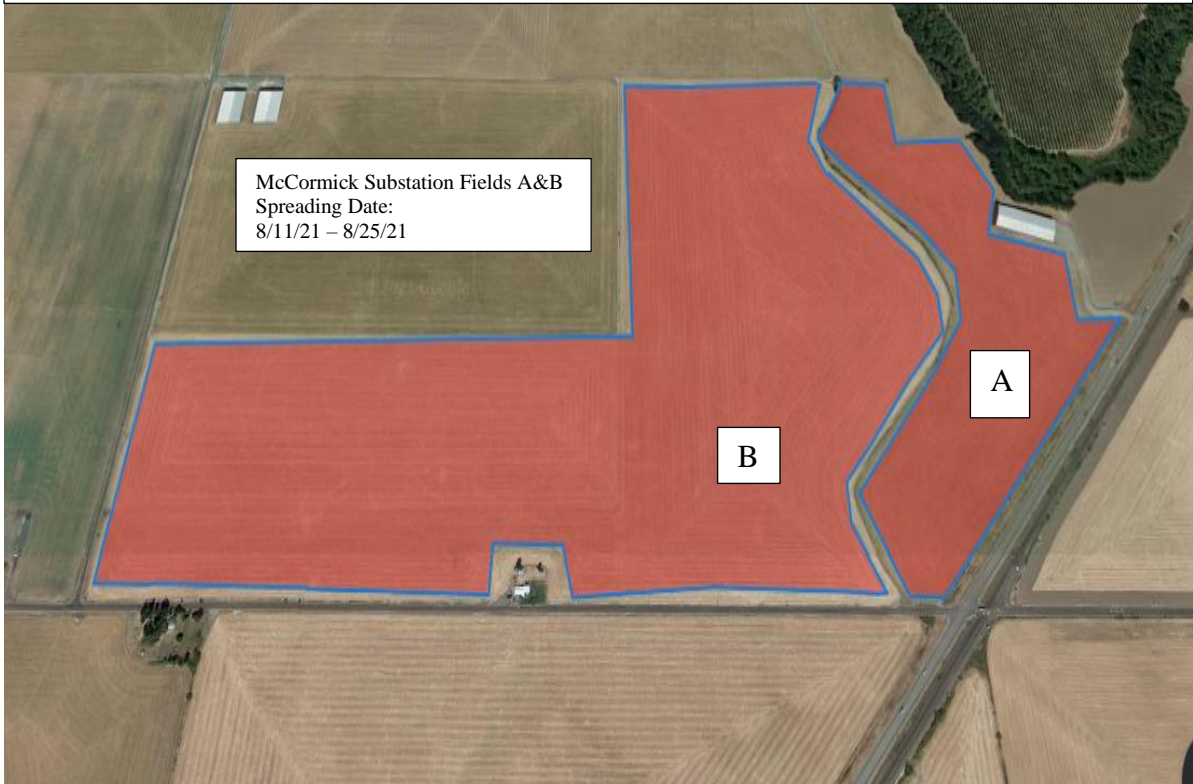 McCormick Substation Fields A&B
Spreading Date:
8/11/21 – 8/25/21
A
B